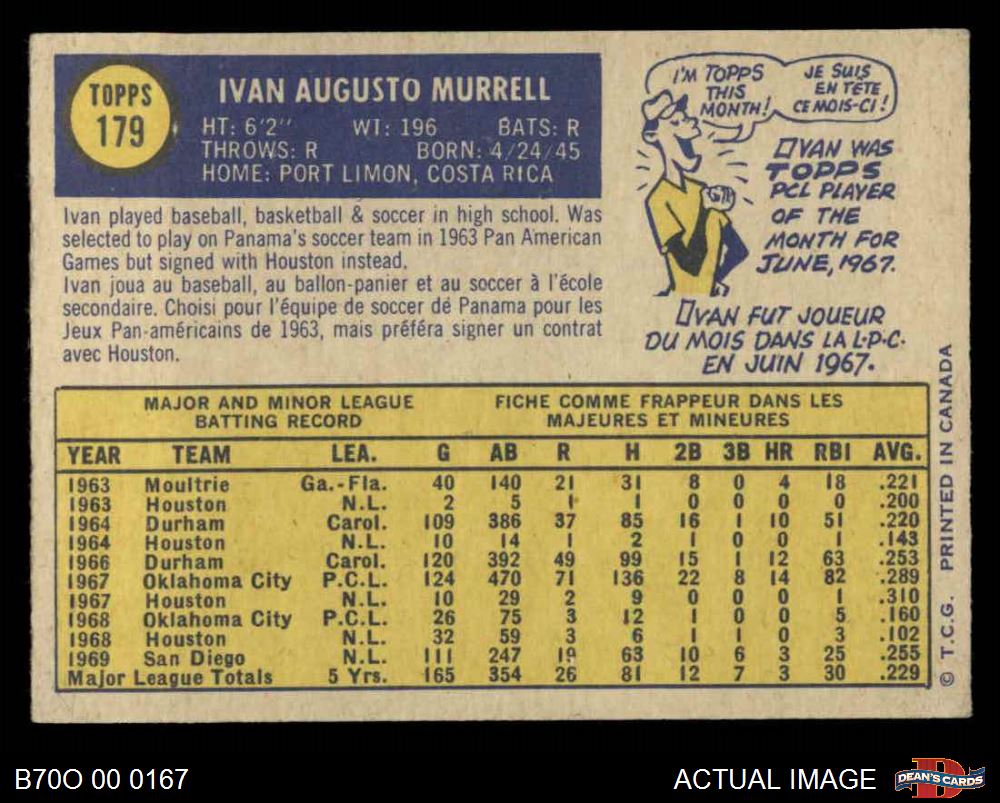 TOPPS
179
IVAN AUGUSTO MURRELL
HT: 6'2" WT: 196 BATS: R
THROWS: R BORN: 4/24/45
HOME: PORT LIMON, COSTA RICA
Ivan played baseball, basketball & soccer in high school. Was
selected to play on Panama's soccer team in 1963 Pan American
Games but signed with Houston instead.
Ivan joua au baseball, au ballon-panier et au soccer à l'école
secondaire. Choisi pour l'équipe de soccer dé Panama pour les
Jeux Pan-américains de 1963, mais préféra signer un contrat
avec Houston.
I'M TOPPS
THIS
MONTH!
JE SUIS
EN TÊTE
CE MOIS-CI!
IVAN WAS
TOPPS
PCL PLAYER
OF THE
MONTH FOR
JUNE, 1967.
IVAN FUT JOUEUR
DU MOIS DANS LA L.P.C.
EN JUIN 1967.
MAJOR AND MINOR LEAGUE
BATTING RECORD
FICHE COMME FRAPPEUR DANS LES
MAJEURES ET MINEURES
YEAR TEAM LEA. G AB R H 2B 3B HR RBI AVG.
1963 Moultrie Ga.-Fla. 40 140 21 31 8 0 4 18 .221
1963 Houston N.L. 2 5 1 1 0 0 0 0 .200
1964 Durham Carol. 109 386 37 85 16 1 10 51 .220
1964 Houston N.L. 10 14 1 2 1 0 0 1 .143
1966 Durham Carol. 120 392 49 99 15 1 12 63 .253
1967 Oklahoma City P.C.L. 124 470 71 136 22 8 14 82 .289
1967 Houston N.L. 10 29 2 9 0 0 0 1 .310
1968 Oklahoma City P.C.L. 26 75 3 12 1 0 0 5 .160
1968 Houston N.L. 32 59 3 6 1 1 0 3 .102
1969 San Diego N.L. 111 247 19 63 10 6 3 25 .255
Major League Totals 5 Yrs. 165 354 26 81 12 7 3 30 .229
© T.C.G. PRINTED IN CANADA
B70O 00 0167
ACTUAL IMAGE
DEAN'S CARDS